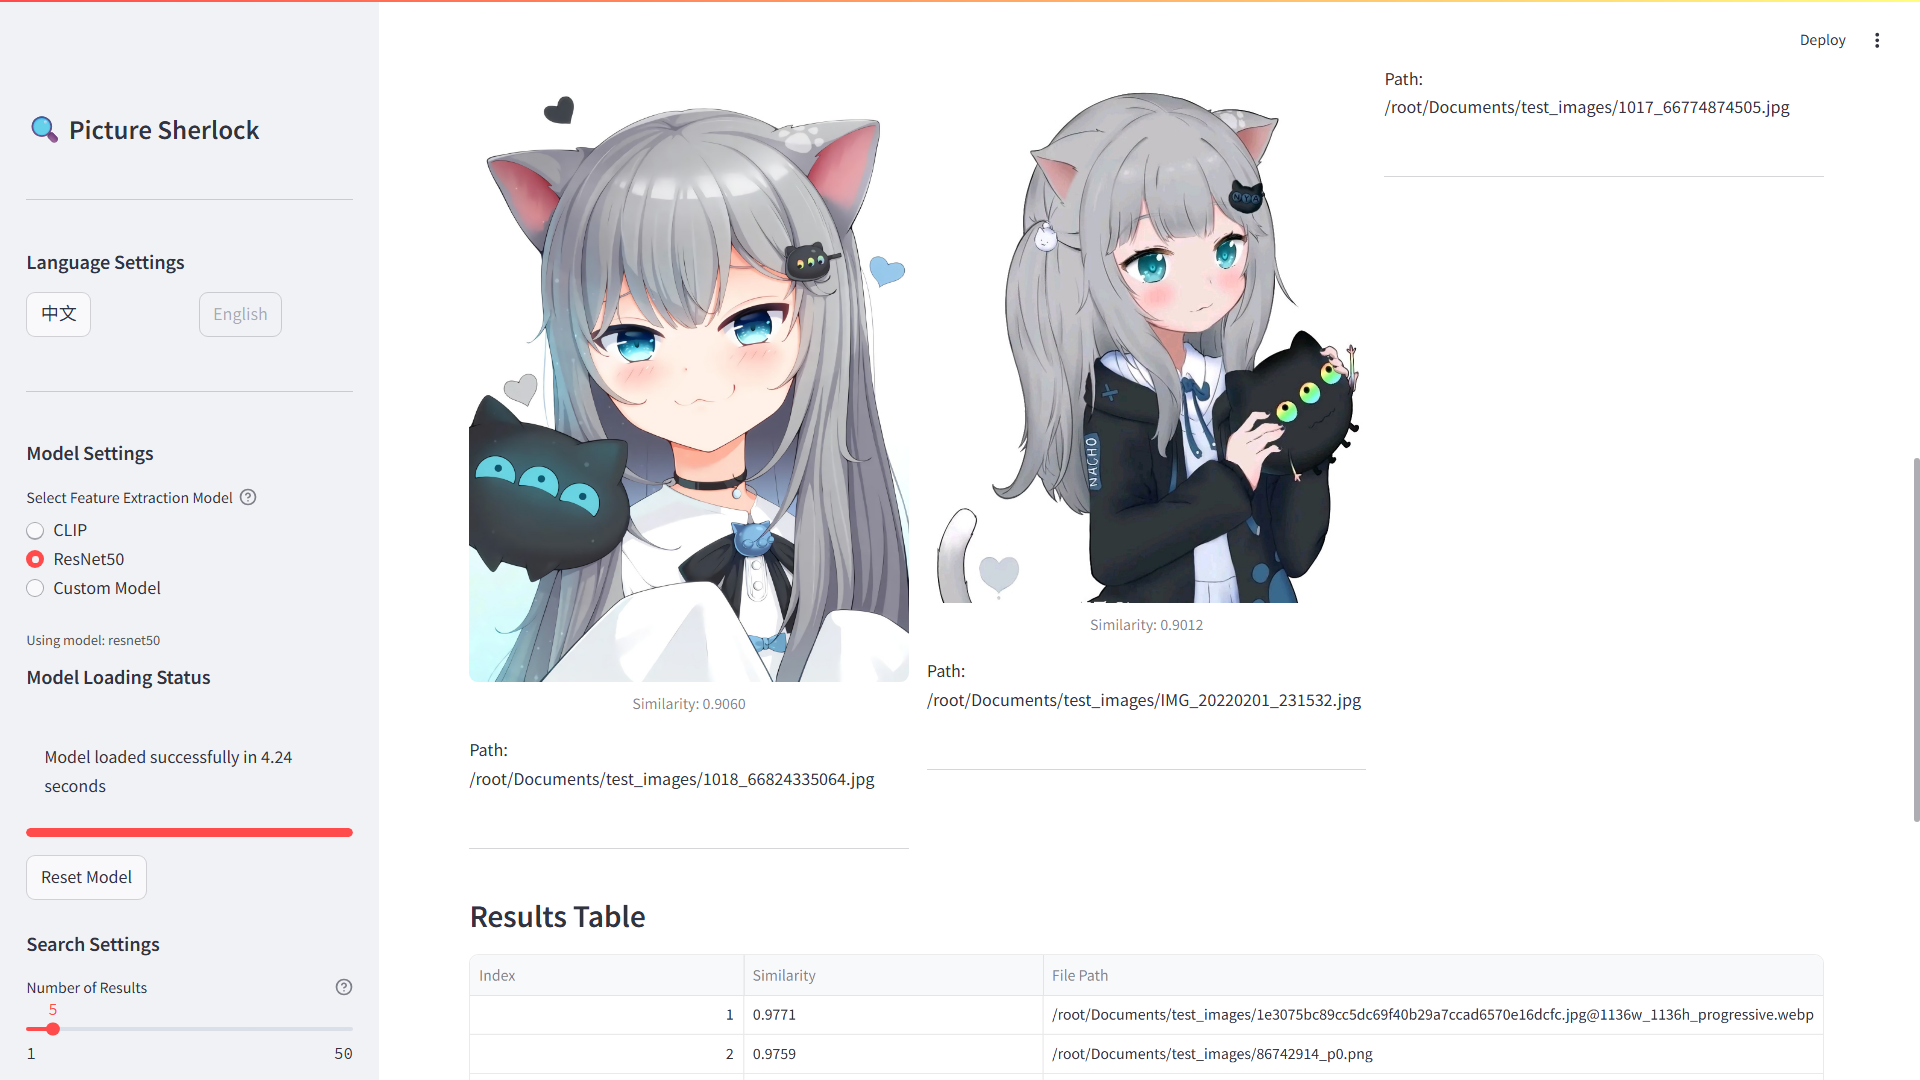 Deploy
Picture Sherlock
Language Settings
中文
English
Model Settings
Select Feature Extraction Model
CLIP
ResNet50
Custom Model
Using model: resnet50
Model Loading Status
Model loaded successfully in 4.24
seconds
Reset Model
Search Settings
Number of Results
5
1
50
NACHO
NYA
Similarity: 0.9060
Path:
/root/Documents/test_images/1018_66824335064.jpg
Similarity: 0.9012
Path:
/root/Documents/test_images/IMG_20220201_231532.jpg
Path:
/root/Documents/test_images/1017_66774874505.jpg
Results Table
Index Similarity File Path
1 0.9771 /root/Documents/test_images/1e3075bc89cc5dc69f40b29a7ccad6570e16dcfc.jpg@1136w_1136h_progressive.webp
2 0.9759 /root/Documents/test_images/86742914_p0.png